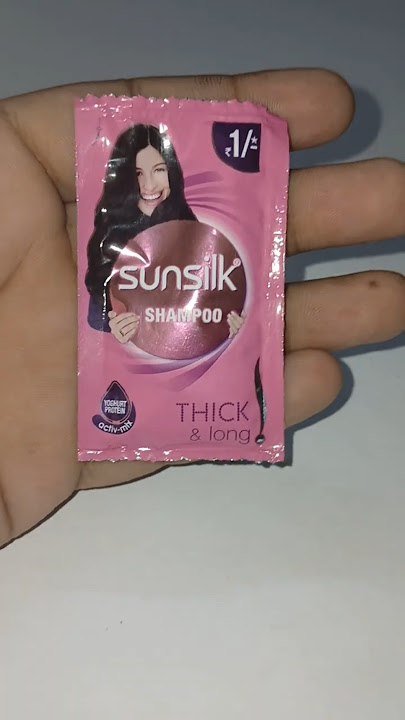 ₹1/-*
sunsilk®
SHAMPOO
YOGHURT
PROTEIN
activ-mix
THICK
& long